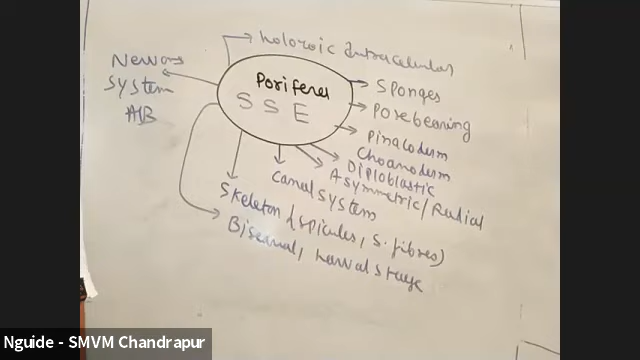 Holozoic Intracellular
Nervous
System
AB
Porifera
S S E
Sponges
Pore bearing
Pinacoderm
Choanoderm
Diploblastic
Asymmetric / Radial
Canal system
Skeleton (spicules, S. fibres)
Bisexual, Larval stage
Nguide - SMVM Chandrapur